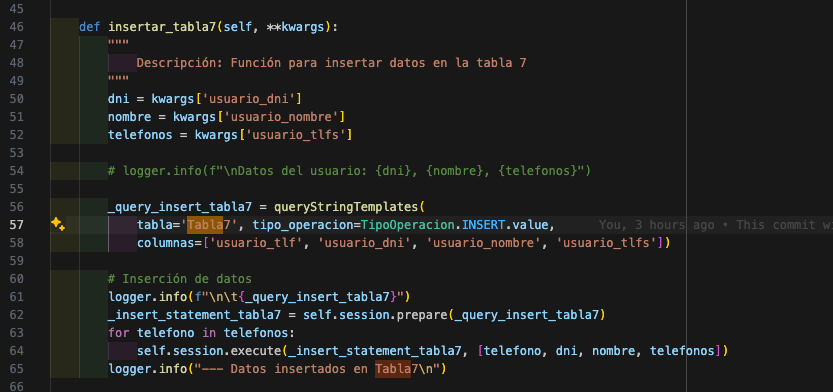 45
46 def insertar_tabla7(self, **kwargs):
47 """
48 Descripción: Función para insertar datos en la tabla 7
49 """
50 dni = kwargs['usuario_dni']
51 nombre = kwargs['usuario_nombre']
52 telefonos = kwargs['usuario_tlfs']
53
54 # logger.info(f"\nDatos del usuario: {dni}, {nombre}, {telefonos}")
55
56 _query_insert_tabla7 = queryStringTemplates(
57 tabla='Tabla7', tipo_operacion=TipoOperacion.INSERT.value, You, 3 hours ago • This commit wi
58 columnas=['usuario_tlf', 'usuario_dni', 'usuario_nombre', 'usuario_tlfs'])
59
60 # Inserción de datos
61 logger.info(f"\n\t{_query_insert_tabla7}")
62 _insert_statement_tabla7 = self.session.prepare(_query_insert_tabla7)
63 for telefono in telefonos:
64 self.session.execute(_insert_statement_tabla7, [telefono, dni, nombre, telefonos])
65 logger.info("--- Datos insertados en Tabla7\n")
66